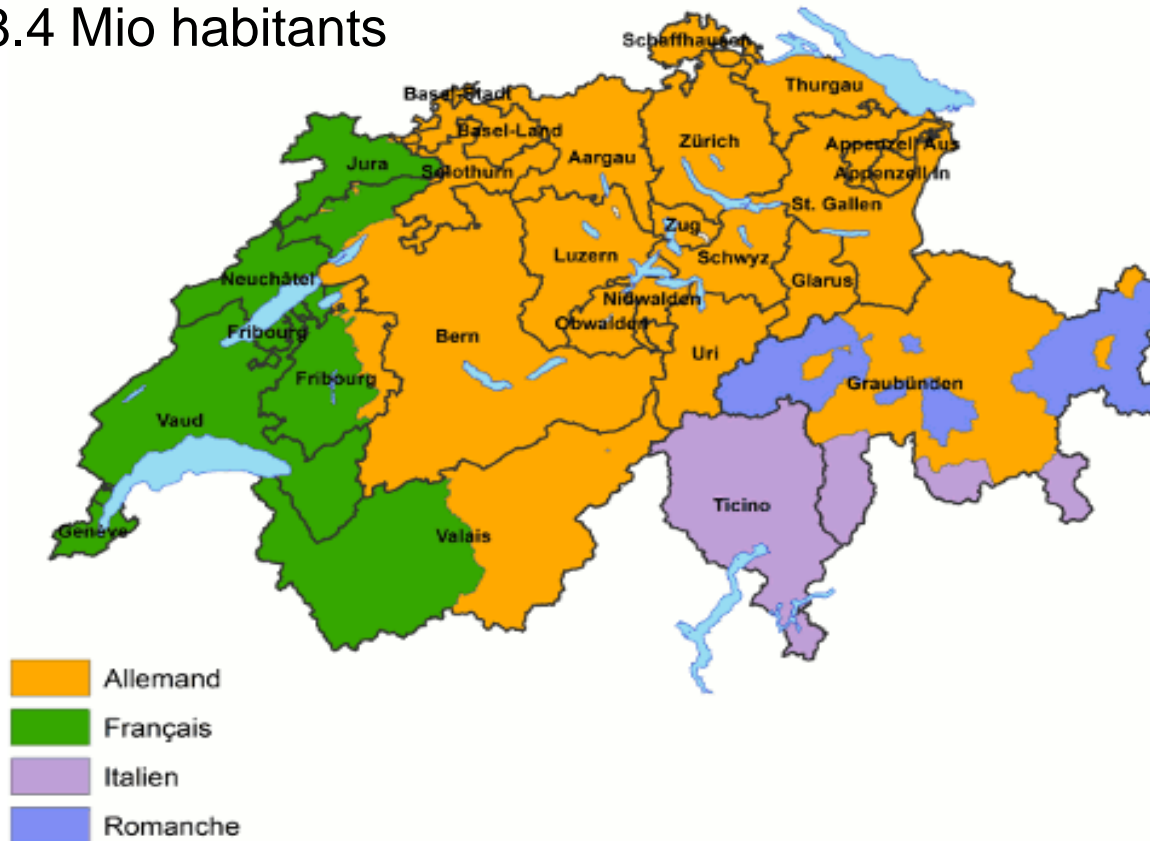 3.4 Mio habitants
Schaffhausen
Basel-Stadt
Thurgau
Basel-Land
Zürich
Appenzell Aus
Jura
Aargau
Solothurn
Appenzell In
St. Gallen
Zug
Luzern
Schwyz
Neuchâtel
Glarus
Nidwalden
Obwalden
Fribourg
Bern
Uri
Fribourg
Graubünden
Vaud
Ticino
Genève
Valais
Allemand
Français
Italien
Romanche